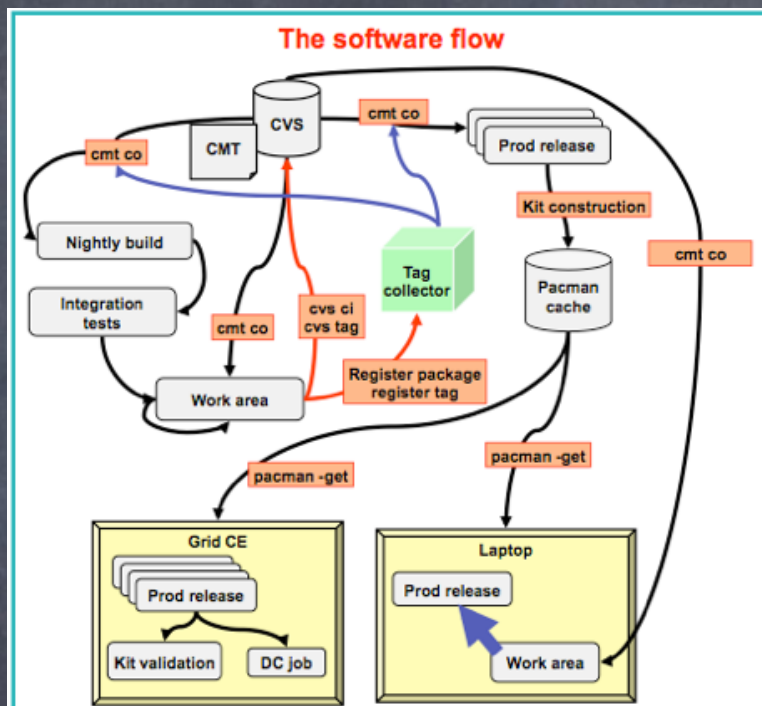 The software flow
CVS
CMT
cmt co
cmt co
Prod release
Kit construction
Nightly build
cmt co
Tag
collector
Pacman
cache
Integration
tests
cvs ci
cvs tag
cmt co
Register package
register tag
Work area
pacman -get
pacman -get
Grid CE
Laptop
Prod release
Prod release
Kit validation
DC job
Work area